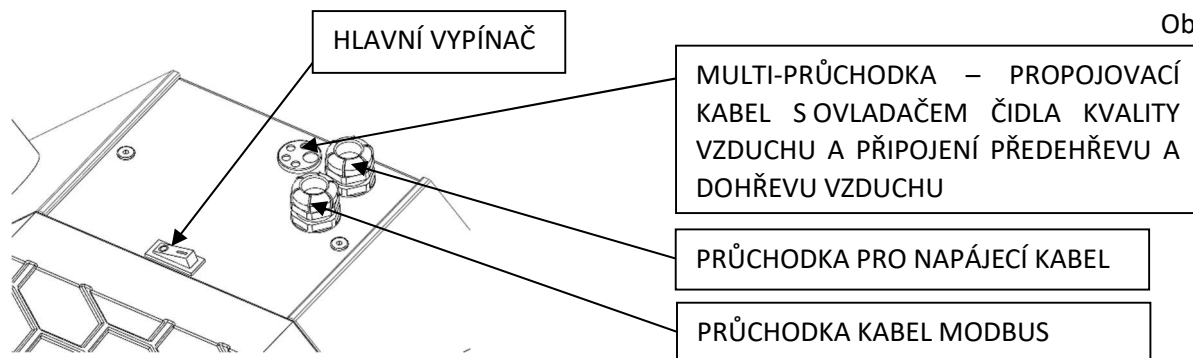 Ob
HLAVNÍ VYPÍNAČ
MULTI-PRŮCHODKA – PROPOJOVACÍ
KABEL S OVLADAČEM ČIDLA KVALITY
VZDUCHU A PŘIPOJENÍ PŘEDEHŘEVU A
DOHŘEVU VZDUCHU
PRŮCHODKA PRO NAPÁJECÍ KABEL
PRŮCHODKA KABEL MODBUS